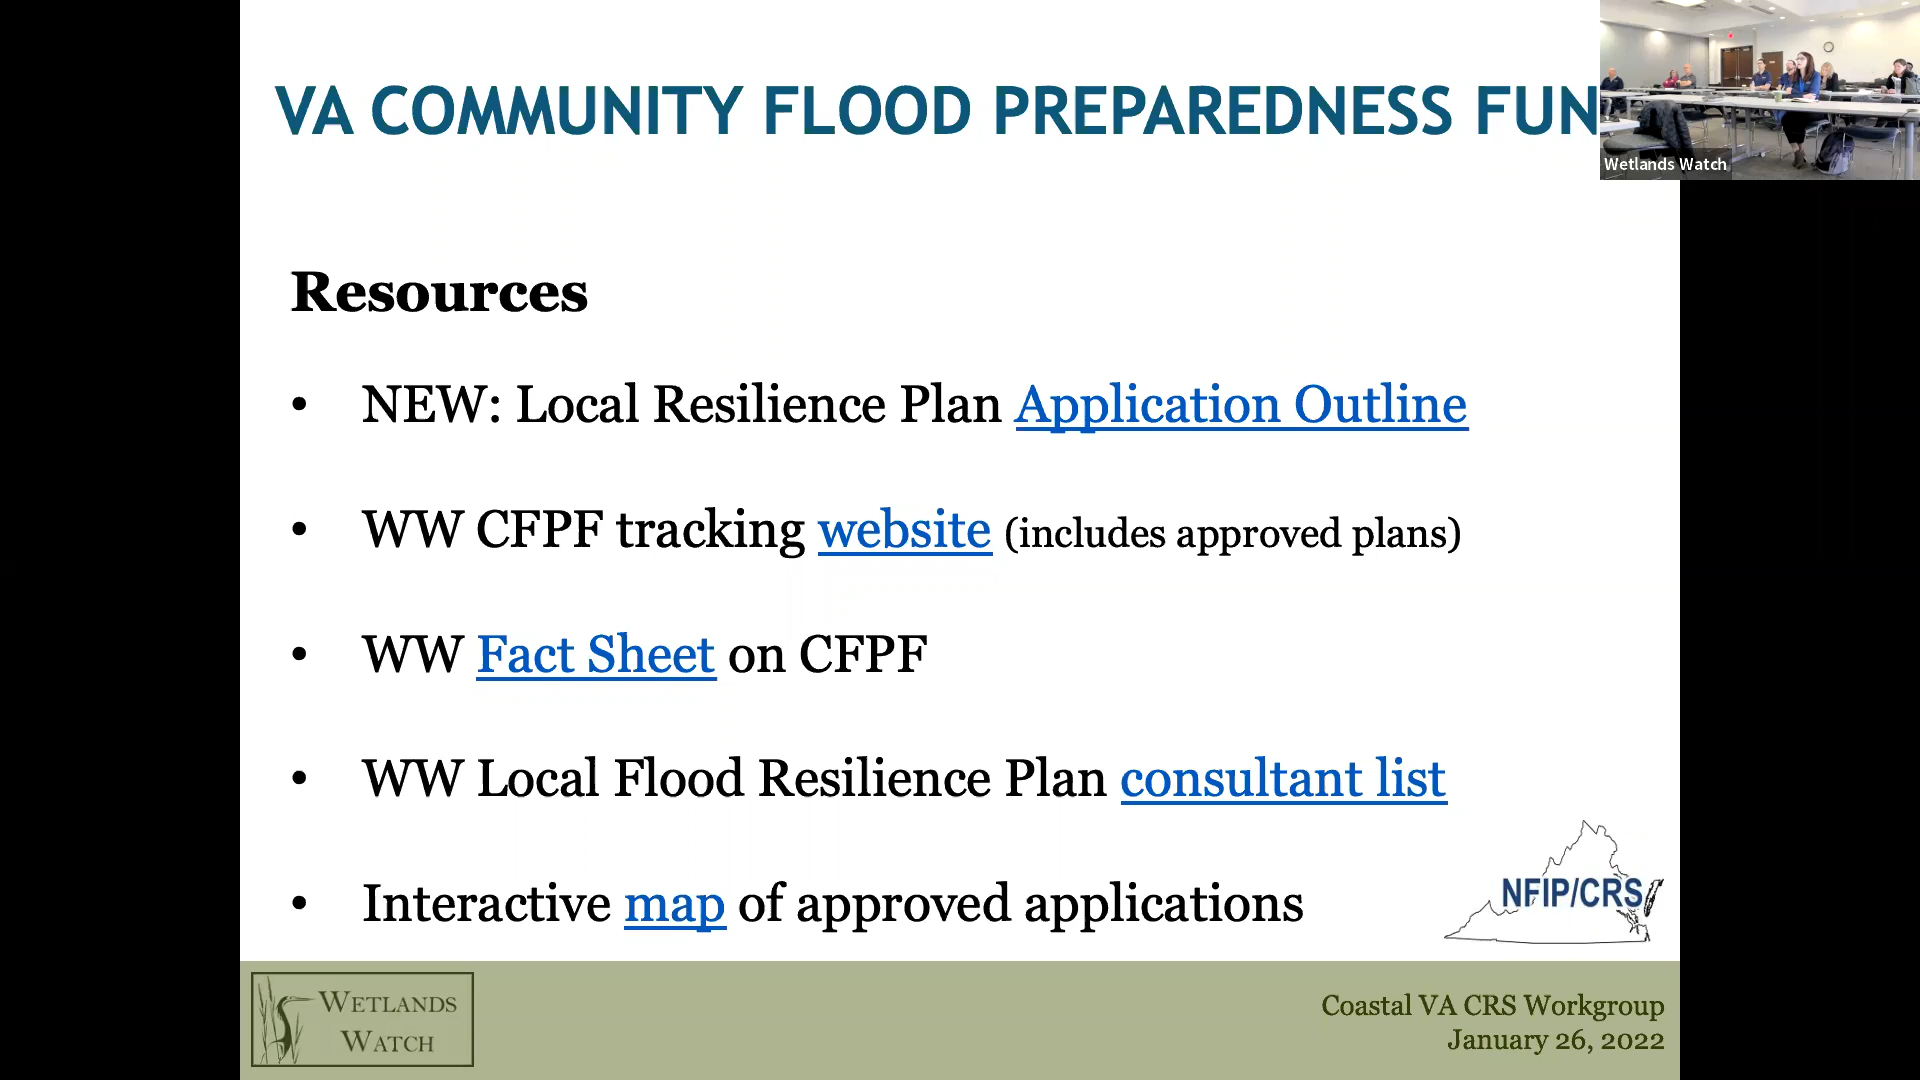 VA COMMUNITY FLOOD PREPAREDNESS FUN
Wetlands Watch
Resources
• NEW: Local Resilience Plan Application Outline
• WW CFPF tracking website (includes approved plans)
• WW Fact Sheet on CFPF
• WW Local Flood Resilience Plan consultant list
• Interactive map of approved applications
NFIP/CRS
WETLANDS
WATCH
Coastal VA CRS Workgroup
January 26, 2022